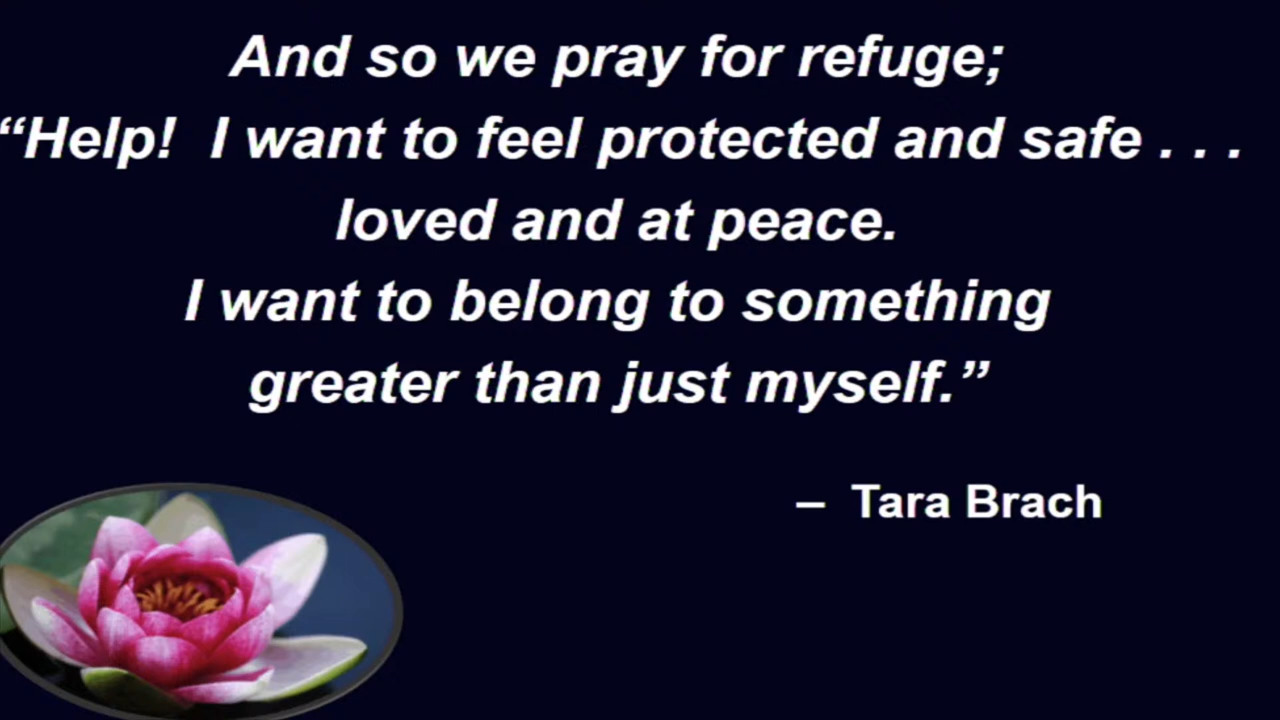 And so we pray for refuge;
“Help!  I want to feel protected and safe . . .
loved and at peace.
I want to belong to something
greater than just myself.”
–  Tara Brach